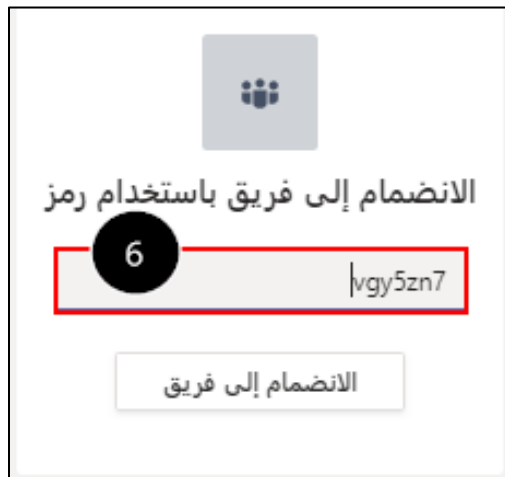 الانضمام إلى فريق باستخدام رمز
6
vgy5zn7
الانضمام إلى فريق